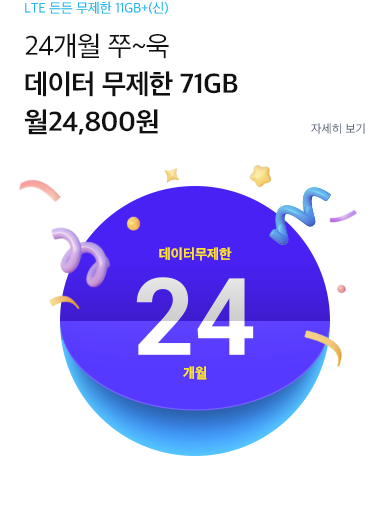 LTE 든든 무제한 11GB+(신)
24개월 쭈~욱
데이터 무제한 71GB
월24,800원
자세히 보기
데이터무제한
24
개월